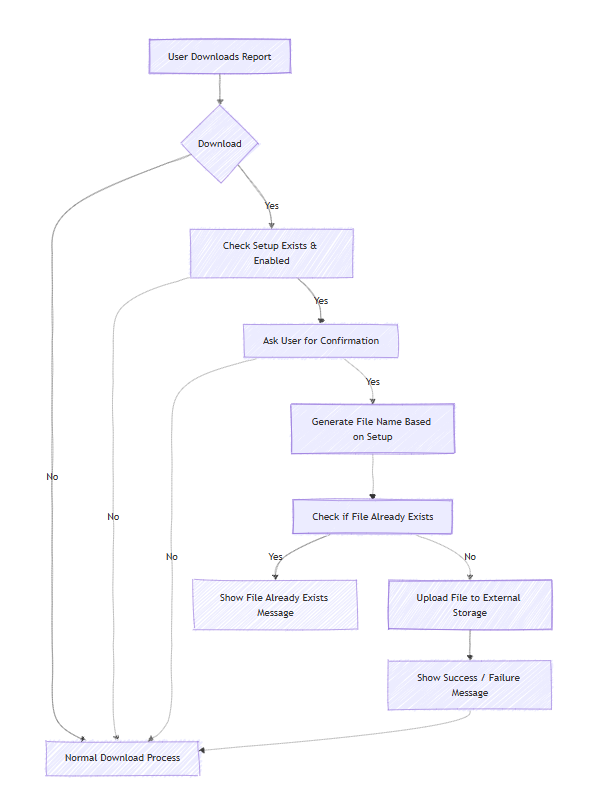 User Downloads Report
Download
Yes
Check Setup Exists &
Enabled
Yes
Ask User for Confirmation
Yes
Generate File Name Based
on Setup
No
Check if File Already Exists
No
No
Yes
No
Show File Already Exists
Message
Upload File to External
Storage
Show Success / Failure
Message
Normal Download Process